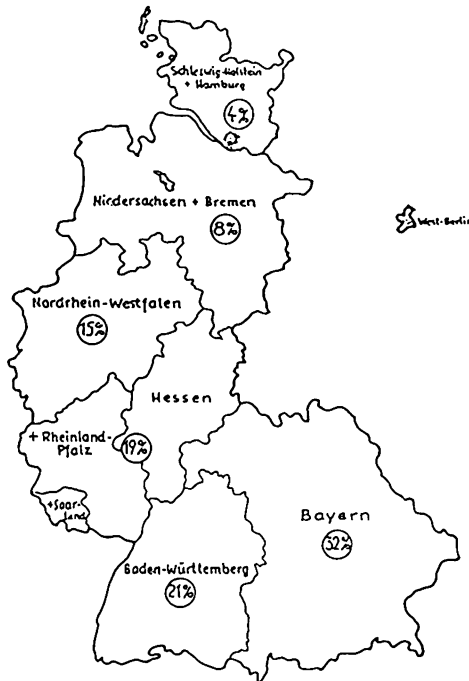 Schleswig-Holstein
+ Hamburg
4%
Niedersachsen + Bremen
8%
West-Berlin
Nordrhein-Westfalen
15%
Hessen
+ Rheinland-
Pfalz
19%
+ Saar-
land
Bayern
32%
Baden-Württemberg
21%